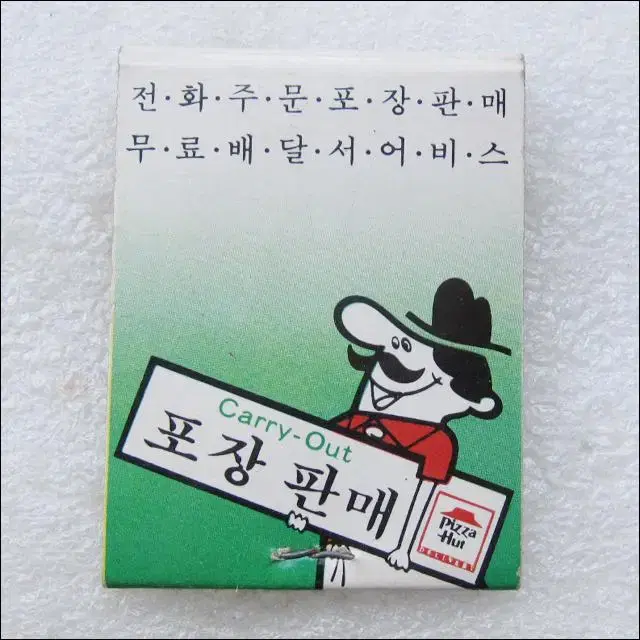 전·화·주·문·포·장·판·매
무·료·배·달·서·어·비·스
Carry-Out
포장 판매
Pizza
Hut
DELIVERY